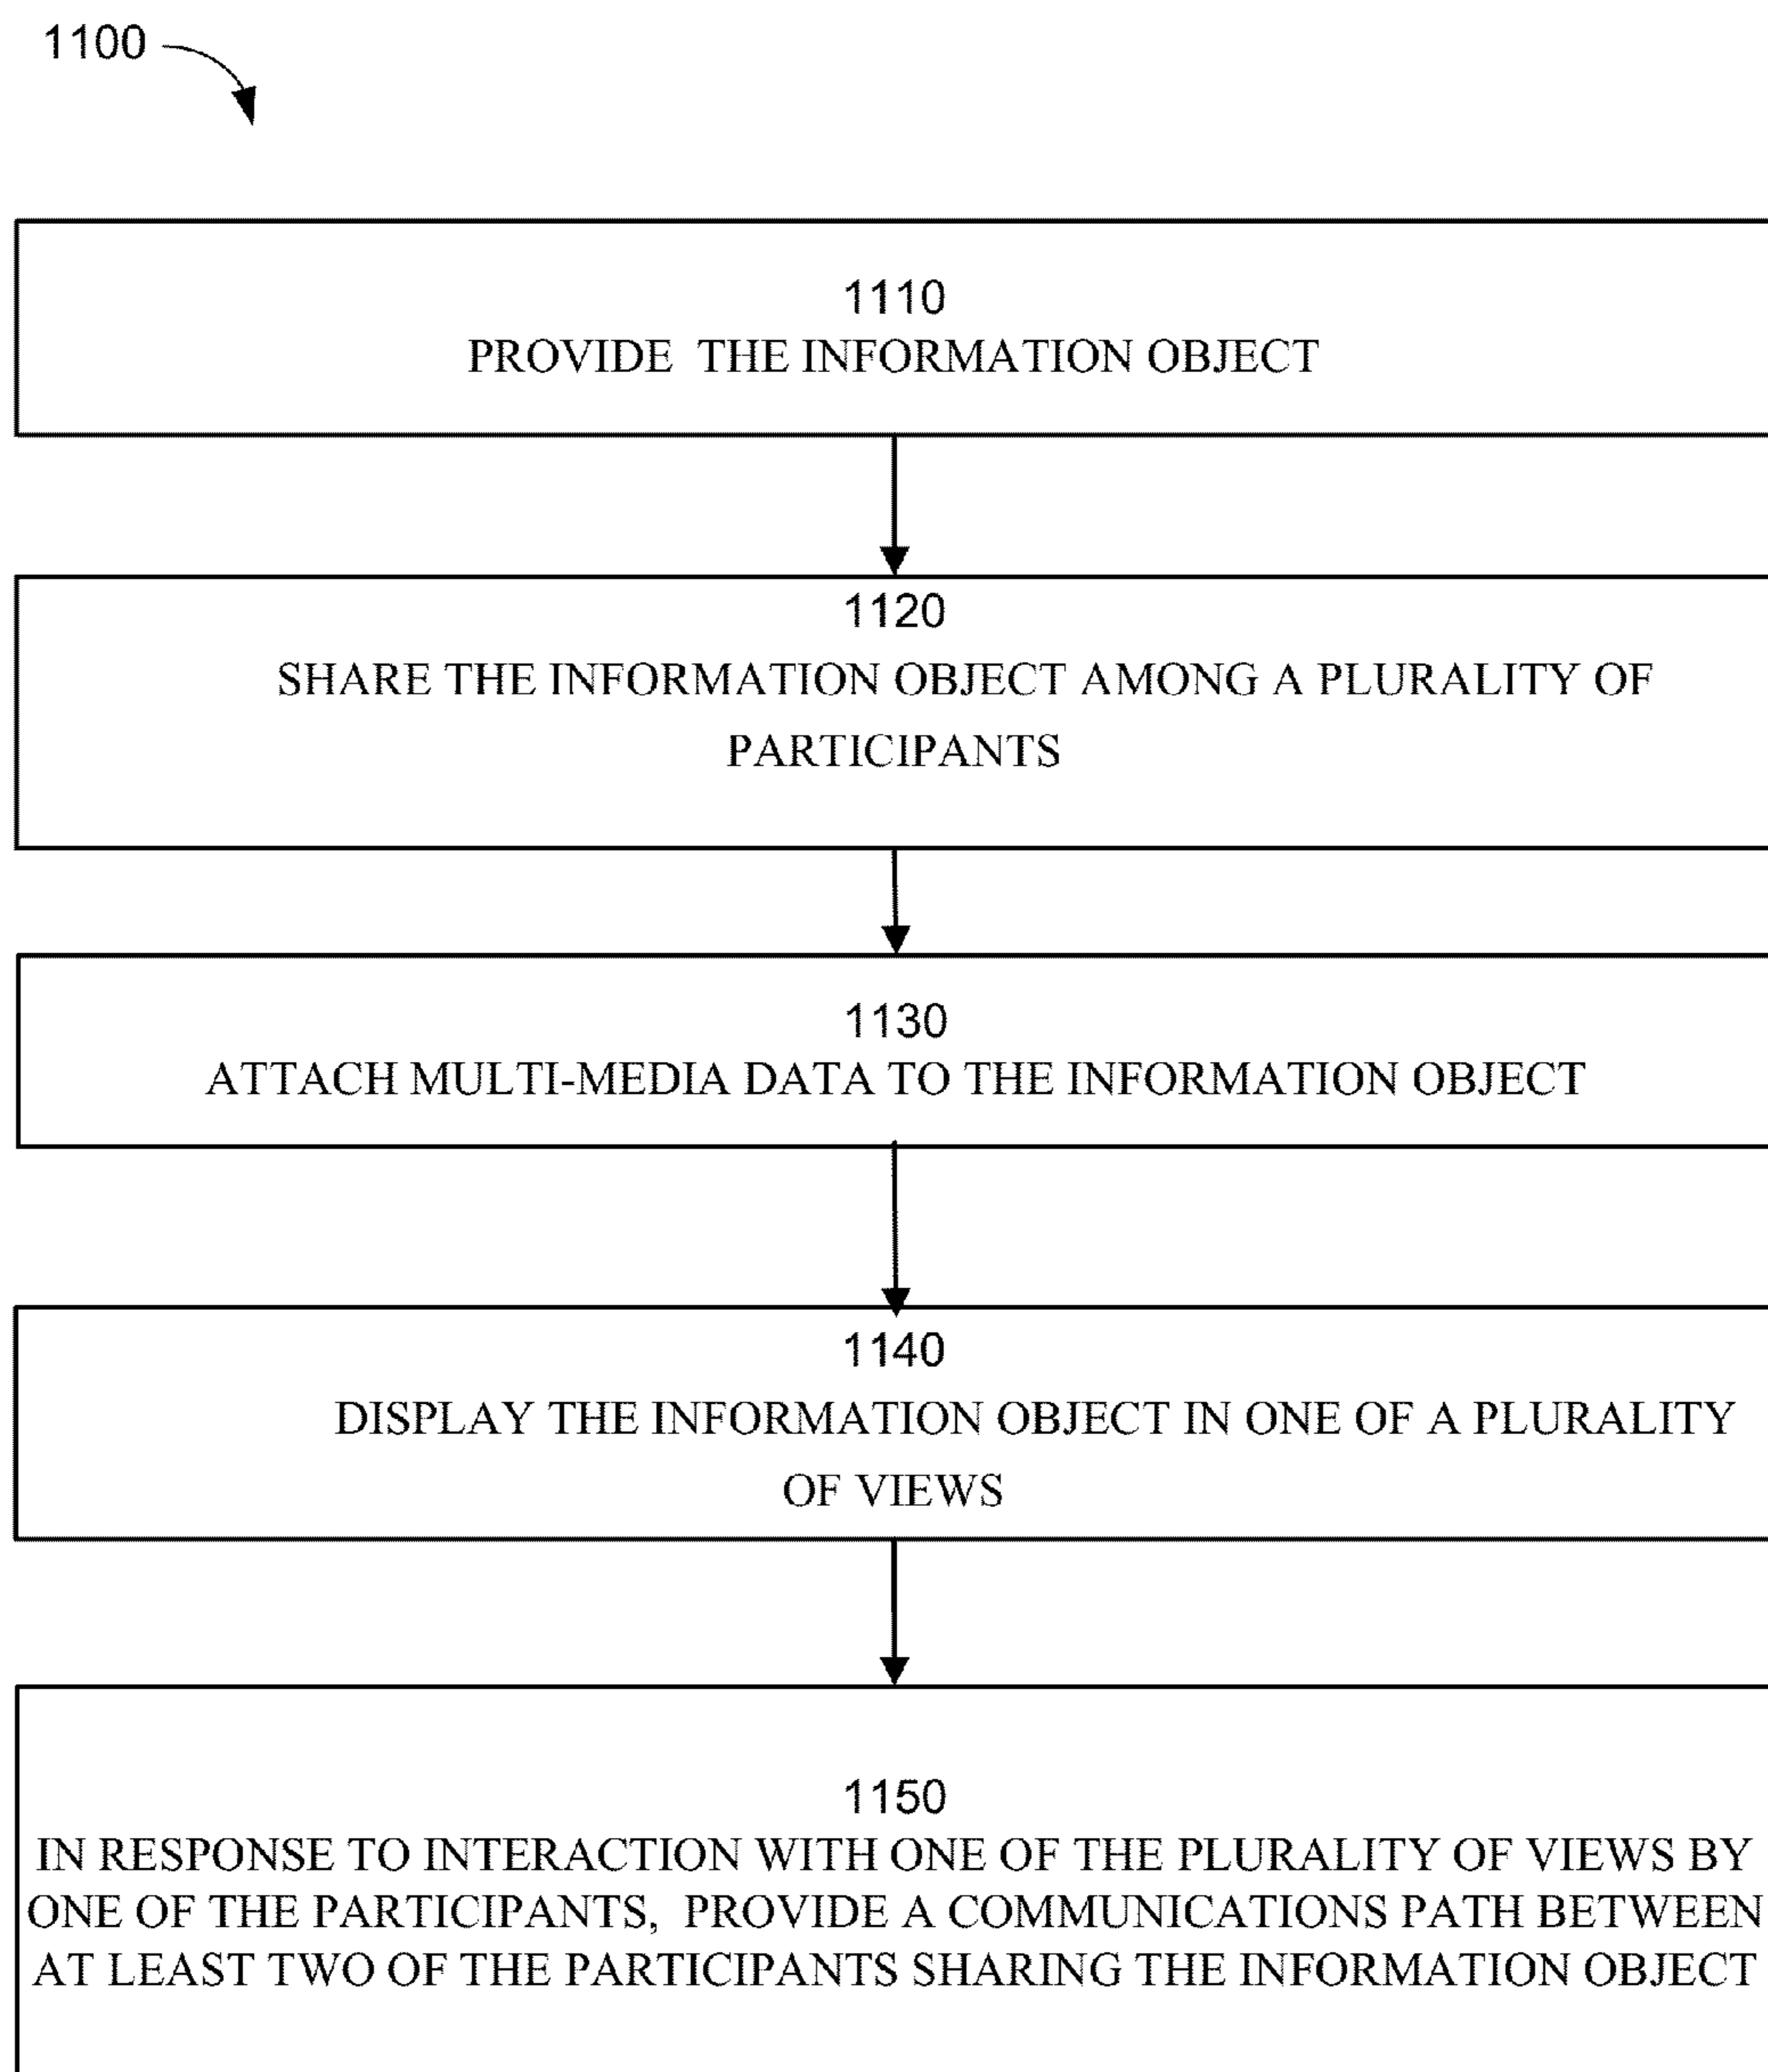 1100
1110
PROVIDE THE INFORMATION OBJECT
1120
SHARE THE INFORMATION OBJECT AMONG A PLURALITY OF
PARTICIPANTS
1130
ATTACH MULTI-MEDIA DATA TO THE INFORMATION OBJECT
1140
DISPLAY THE INFORMATION OBJECT IN ONE OF A PLURALITY
OF VIEWS
1150
IN RESPONSE TO INTERACTION WITH ONE OF THE PLURALITY OF VIEWS BY
ONE OF THE PARTICIPANTS, PROVIDE A COMMUNICATIONS PATH BETWEEN
AT LEAST TWO OF THE PARTICIPANTS SHARING THE INFORMATION OBJECT